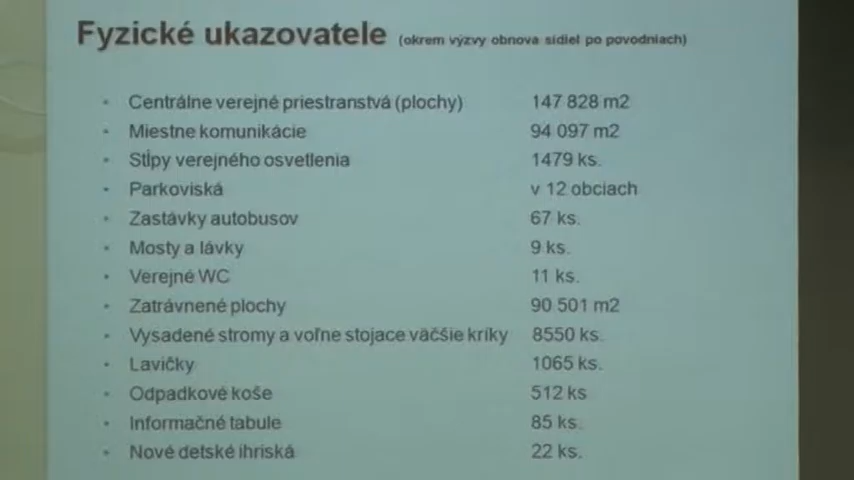 Fyzické ukazovatele (okrem výzvy obnova sídiel po povodniach)
• Centrálne verejné priestranstvá (plochy) 147 828 m2
• Miestne komunikácie 94 097 m2
• Stĺpy verejného osvetlenia 1479 ks.
• Parkoviská v 12 obciach
• Zastávky autobusov 67 ks.
• Mosty a lávky 9 ks.
• Verejné WC 11 ks.
• Zatrávnené plochy 90 501 m2
• Vysadené stromy a voľne stojace väčšie kríky 8550 ks.
• Lavičky 1065 ks.
• Odpadkové koše 512 ks
• Informačné tabule 85 ks.
• Nové detské ihriská 22 ks.